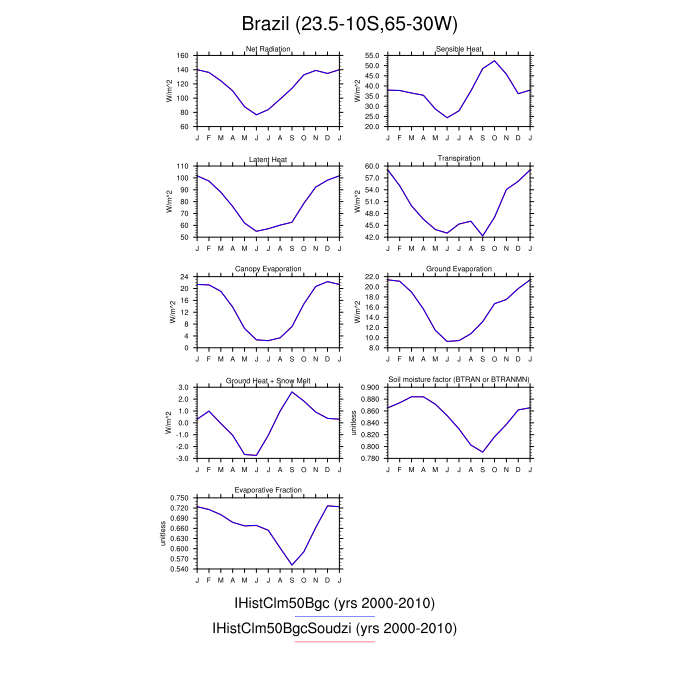 Brazil (23.5-10S,65-30W)
Net Radiation
W/m^2
160
140
120
100
80
60
J F M A M J J A S O N D J
Sensible Heat
W/m^2
55.0
50.0
45.0
40.0
35.0
30.0
25.0
20.0
J F M A M J J A S O N D J
Latent Heat
W/m^2
110
100
90
80
70
60
50
J F M A M J J A S O N D J
Transpiration
W/m^2
60.0
57.0
54.0
51.0
48.0
45.0
42.0
J F M A M J J A S O N D J
Canopy Evaporation
W/m^2
24
20
16
12
8
4
0
J F M A M J J A S O N D J
Ground Evaporation
W/m^2
22.0
20.0
18.0
16.0
14.0
12.0
10.0
8.0
J F M A M J J A S O N D J
Ground Heat + Snow Melt
W/m^2
3.0
2.0
1.0
0.0
-1.0
-2.0
-3.0
J F M A M J J A S O N D J
Soil moisture factor (BTRAN or BTRANMN)
unitless
0.900
0.880
0.860
0.840
0.820
0.800
0.780
J F M A M J J A S O N D J
Evaporative Fraction
unitless
0.750
0.720
0.690
0.660
0.630
0.600
0.570
0.540
J F M A M J J A S O N D J
IHistClm50Bgc (yrs 2000-2010)
IHistClm50BgcSoudzi (yrs 2000-2010)